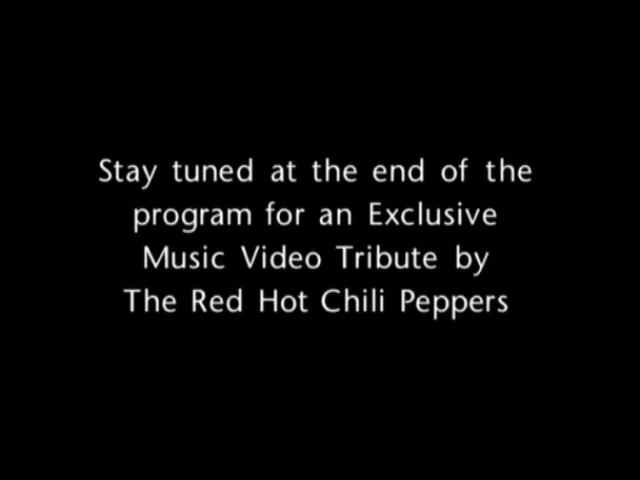 Stay tuned at the end of the
program for an Exclusive
Music Video Tribute by
The Red Hot Chili Peppers